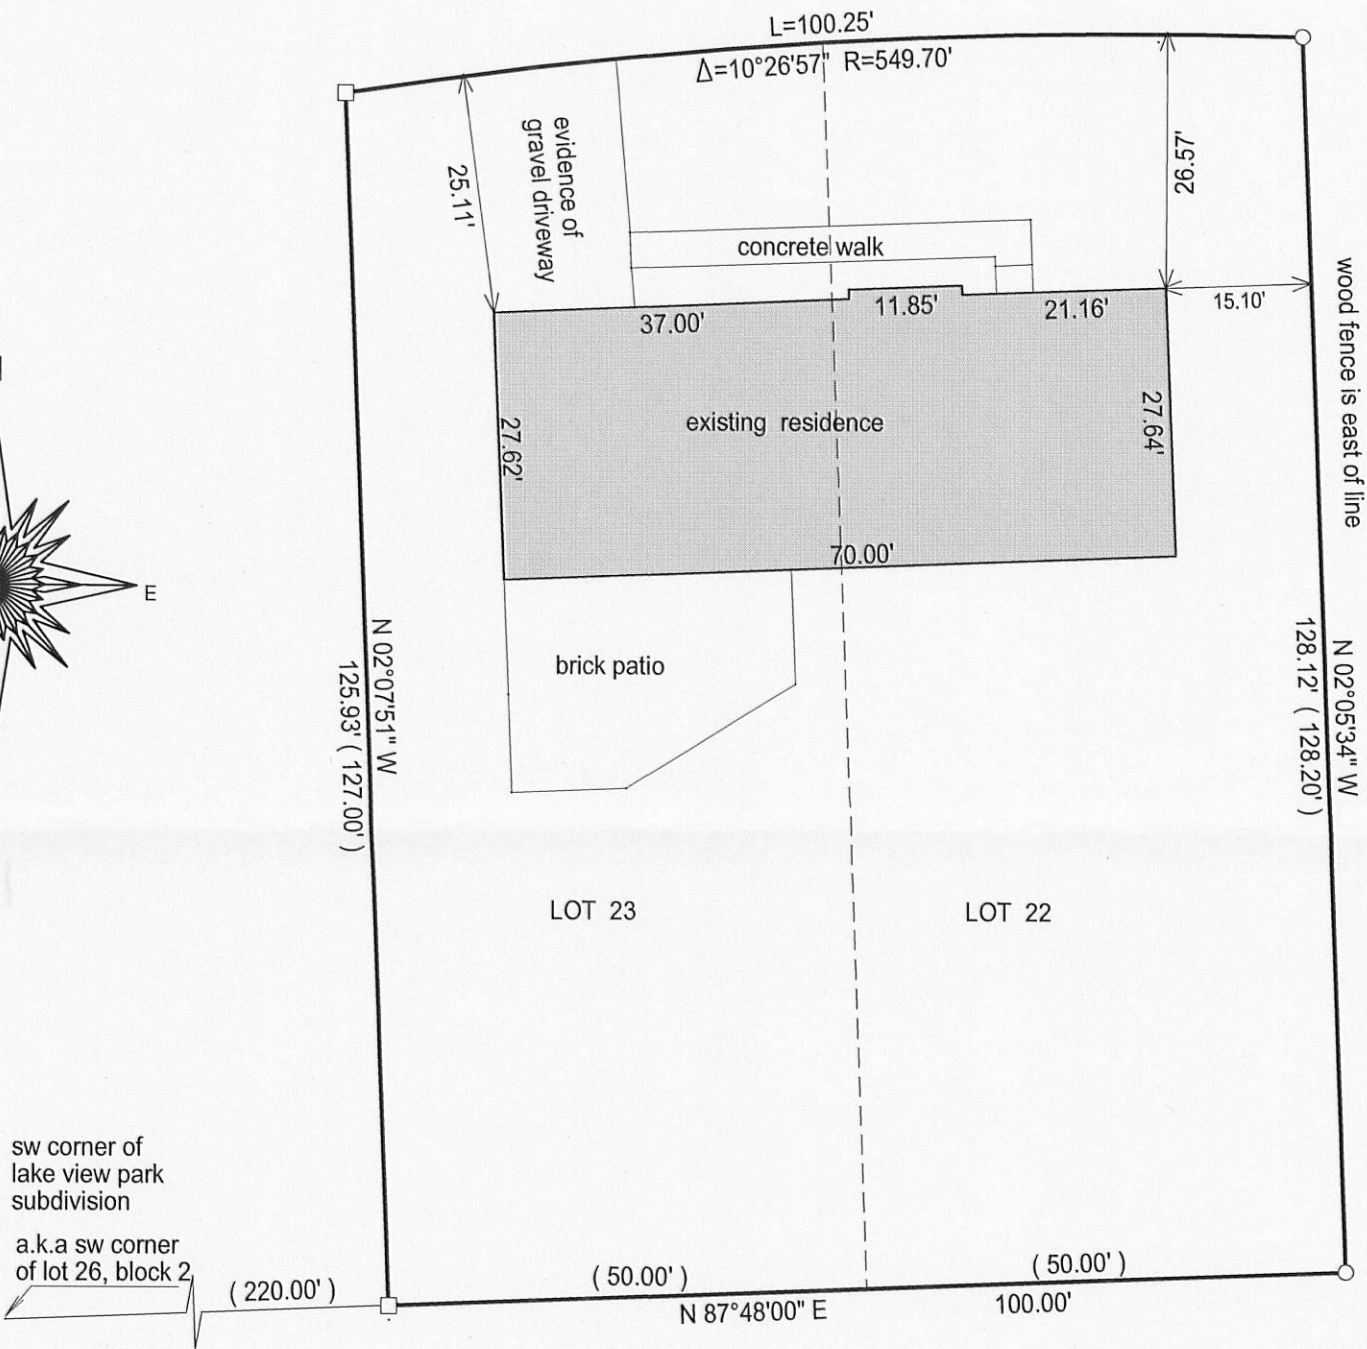 L=100.25'
Δ=10°26'57" R=549.70'
evidence of
gravel driveway
25.11'
26.57'
concrete walk
37.00'
11.85'
21.16'
15.10'
wood fence is east of line
existing residence
27.62'
27.64'
70.00'
E
brick patio
N 02°07'51" W
125.93' ( 127.00' )
N 02°05'34" W
128.12' ( 128.20' )
LOT 23
LOT 22
sw corner of
lake view park
subdivision
a.k.a sw corner
of lot 26, block 2
( 220.00' )
( 50.00' )
( 50.00' )
N 87°48'00" E
100.00'